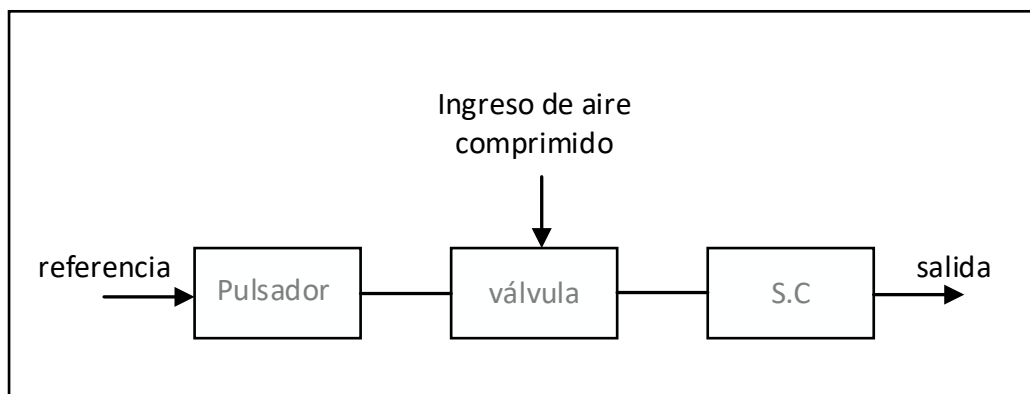 Ingreso de aire
comprimido
referencia
Pulsador
válvula
S.C
salida